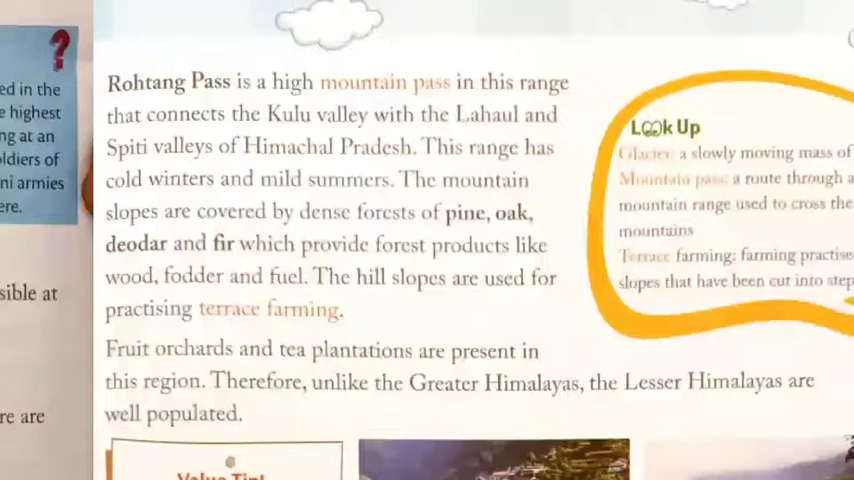 ?
ed in the
e highest
ng at an
oldiers of
ni armies
ere.
sible at
re are
Rohtang Pass is a high mountain pass in this range
that connects the Kulu valley with the Lahaul and
Spiti valleys of Himachal Pradesh. This range has
cold winters and mild summers. The mountain
slopes are covered by dense forests of pine, oak,
deodar and fir which provide forest products like
wood, fodder and fuel. The hill slopes are used for
practising terrace farming.
Fruit orchards and tea plantations are present in
this region. Therefore, unlike the Greater Himalayas, the Lesser Himalayas are
well populated.
Look Up
Glacier: a slowly moving mass of
Mountain pass: a route through a
mountain range used to cross the
mountains
Terrace farming: farming practise
slopes that have been cut into step
Value Tip!